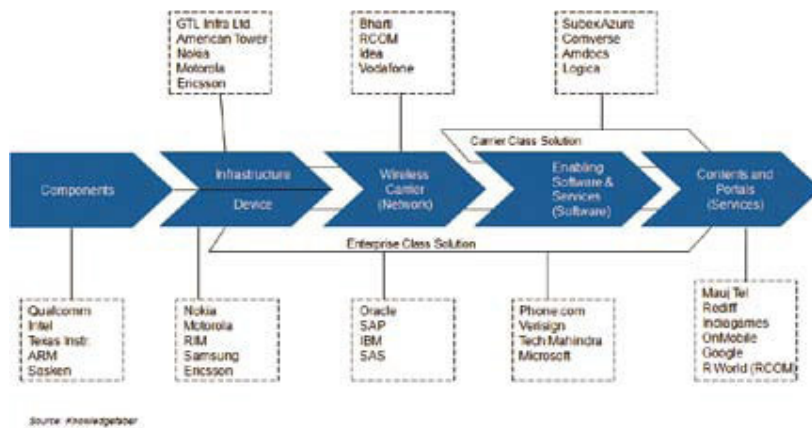 GTL Infra Ltd
American Tower
Nokia
Motorola
Ericsson
Bharti
RCOM
Idea
Vodafone
SubexAzure
Comverse
Amdocs
Logica
Carrier Class Solution
Components
Infrastructure
Device
Wireless
Carrier
(Network)
Enabling
Software &
Services
(Software)
Contents and
Portals
(Services)
Enterprise Class Solution
Qualcomm
Intel
Texas Instr.
ARM
Sasken
Nokia
Motorola
RIM
Samsung
Ericsson
Oracle
SAP
IBM
SAS
Phone.com
Verisign
Tech Mahindra
Microsoft
Mauj Tel
Rediff
Indiagames
OnMobile
Google
R World (RCOM)
Source: Knowledgefaber